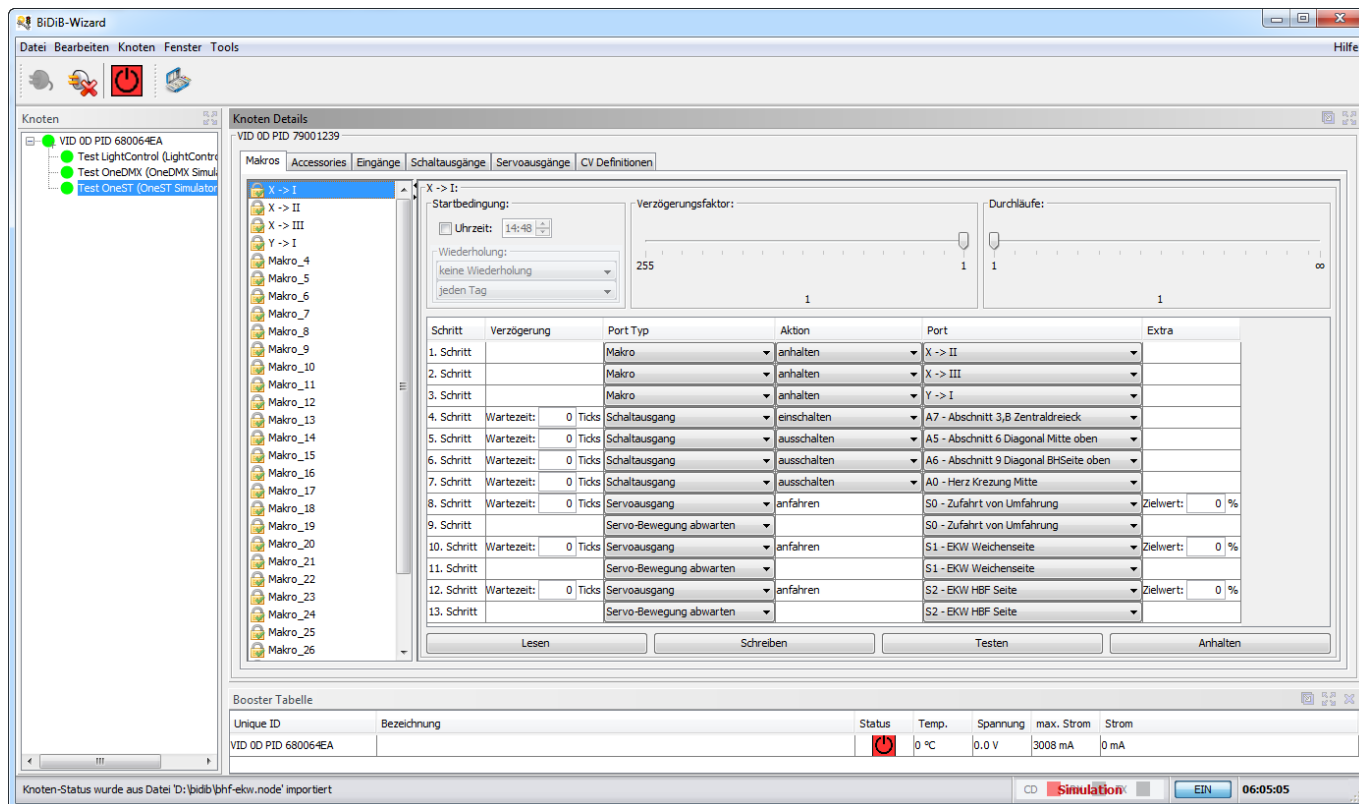 BiDiB-Wizard
Datei Bearbeiten Knoten Fenster Tools Hilfe
Knoten
VID 0D PID 680064EA
Test LightControl (LightContro
Test OneDMX (OneDMX Simul
Test OneST (OneST Simulator
Knoten Details
VID 0D PID 79001239
Makros Accessories Eingänge Schaltausgänge Servoausgänge CV Definitionen
X -> I
X -> II
X -> III
Y -> I
Makro_4
Makro_5
Makro_6
Makro_7
Makro_8
Makro_9
Makro_10
Makro_11
Makro_12
Makro_13
Makro_14
Makro_15
Makro_16
Makro_17
Makro_18
Makro_19
Makro_20
Makro_21
Makro_22
Makro_23
Makro_24
Makro_25
Makro_26
X -> I:
Startbedingung:
Uhrzeit: 14:48
Wiederholung:
keine Wiederholung
jeden Tag
Verzögerungsfaktor:
255 1
1
Durchläufe:
1 ∞
1
Schritt Verzögerung Port Typ Aktion Port Extra
1. Schritt Makro anhalten X -> II
2. Schritt Makro anhalten X -> III
3. Schritt Makro anhalten Y -> I
4. Schritt Wartezeit: 0 Ticks Schaltausgang einschalten A7 - Abschnitt 3,B Zentraldreieck
5. Schritt Wartezeit: 0 Ticks Schaltausgang ausschalten A5 - Abschnitt 6 Diagonal Mitte oben
6. Schritt Wartezeit: 0 Ticks Schaltausgang ausschalten A6 - Abschnitt 9 Diagonal BHSeite oben
7. Schritt Wartezeit: 0 Ticks Schaltausgang ausschalten A0 - Herz Krezung Mitte
8. Schritt Wartezeit: 0 Ticks Servoausgang anfahren S0 - Zufahrt von Umfahrung Zielwert: 0 %
9. Schritt Servo-Bewegung abwarten S0 - Zufahrt von Umfahrung
10. Schritt Wartezeit: 0 Ticks Servoausgang anfahren S1 - EKW Weichenseite Zielwert: 0 %
11. Schritt Servo-Bewegung abwarten S1 - EKW Weichenseite
12. Schritt Wartezeit: 0 Ticks Servoausgang anfahren S2 - EKW HBF Seite Zielwert: 0 %
13. Schritt Servo-Bewegung abwarten S2 - EKW HBF Seite
Lesen Schreiben Testen Anhalten
Booster Tabelle
Unique ID Bezeichnung Status Temp. Spannung max. Strom Strom
VID 0D PID 680064EA 0 °C 0.0 V 3008 mA 0 mA
Knoten-Status wurde aus Datei 'D:\bidib\bhf-ekw.node' importiert CD Simulation EIN 06:05:05